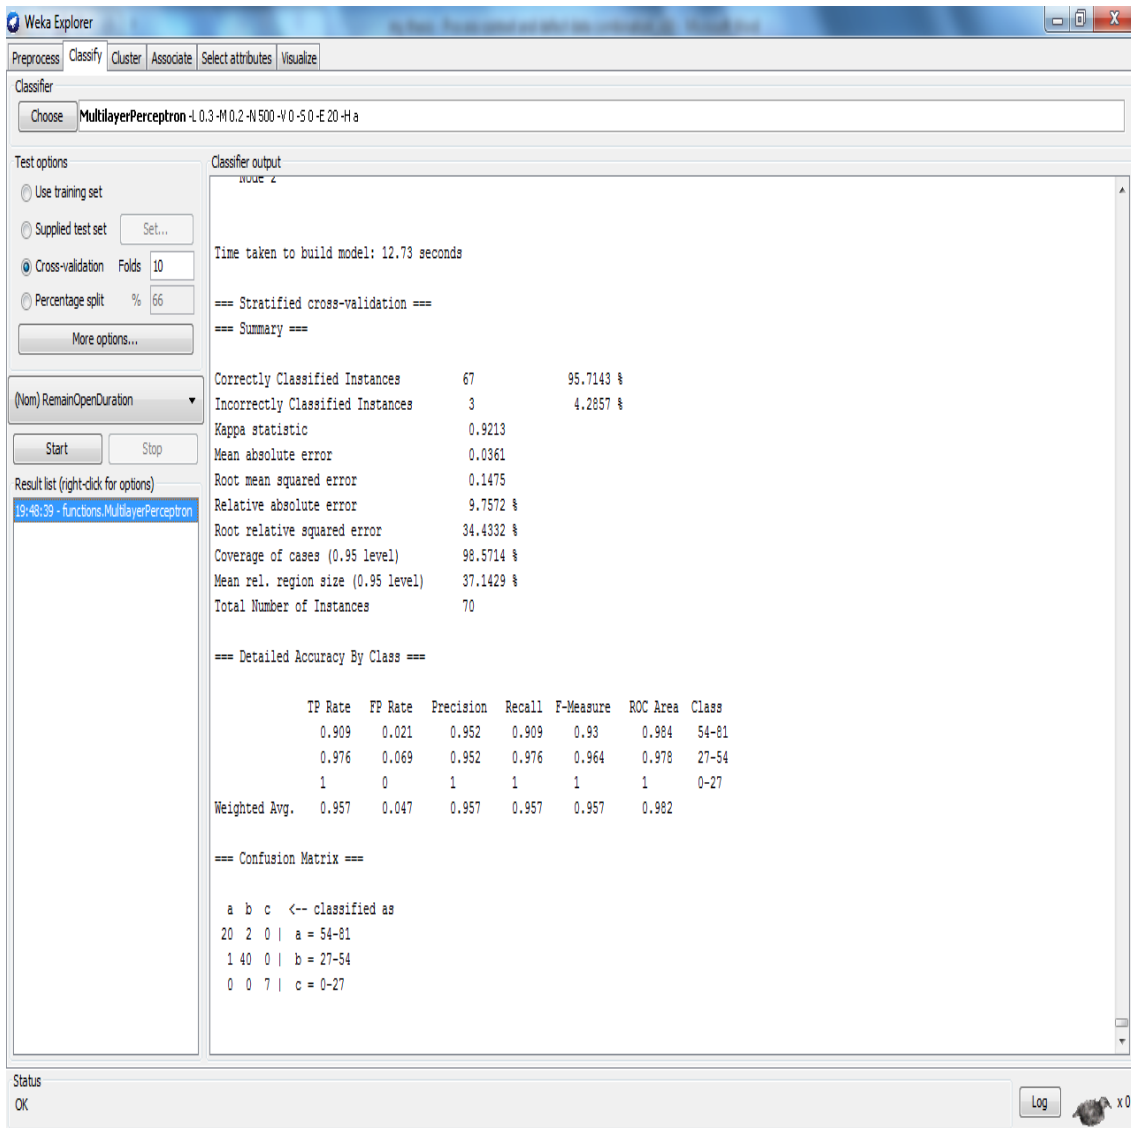 Weka Explorer
Preprocess Classify Cluster Associate Select attributes Visualize
Classifier
Choose MultilayerPerceptron -L 0.3 -M 0.2 -N 500 -V 0 -S 0 -E 20 -H a
Test options
Use training set
Supplied test set Set...
Cross-validation Folds 10
Percentage split % 66
More options...
(Nom) RemainOpenDuration
Start Stop
Result list (right-click for options)
19:48:39 - functions.MultilayerPerceptron
Classifier output
Node 2
Time taken to build model: 12.73 seconds
=== Stratified cross-validation ===
=== Summary ===
Correctly Classified Instances 67 95.7143 %
Incorrectly Classified Instances 3 4.2857 %
Kappa statistic 0.9213
Mean absolute error 0.0361
Root mean squared error 0.1475
Relative absolute error 9.7572 %
Root relative squared error 34.4332 %
Coverage of cases (0.95 level) 98.5714 %
Mean rel. region size (0.95 level) 37.1429 %
Total Number of Instances 70
=== Detailed Accuracy By Class ===
TP Rate FP Rate Precision Recall F-Measure ROC Area Class
0.909 0.021 0.952 0.909 0.93 0.984 54-81
0.976 0.069 0.952 0.976 0.964 0.978 27-54
1 0 1 1 1 1 0-27
Weighted Avg. 0.957 0.047 0.957 0.957 0.957 0.982
=== Confusion Matrix ===
a b c <-- classified as
20 2 0 | a = 54-81
1 40 0 | b = 27-54
0 0 7 | c = 0-27
Status
OK
Log x 0